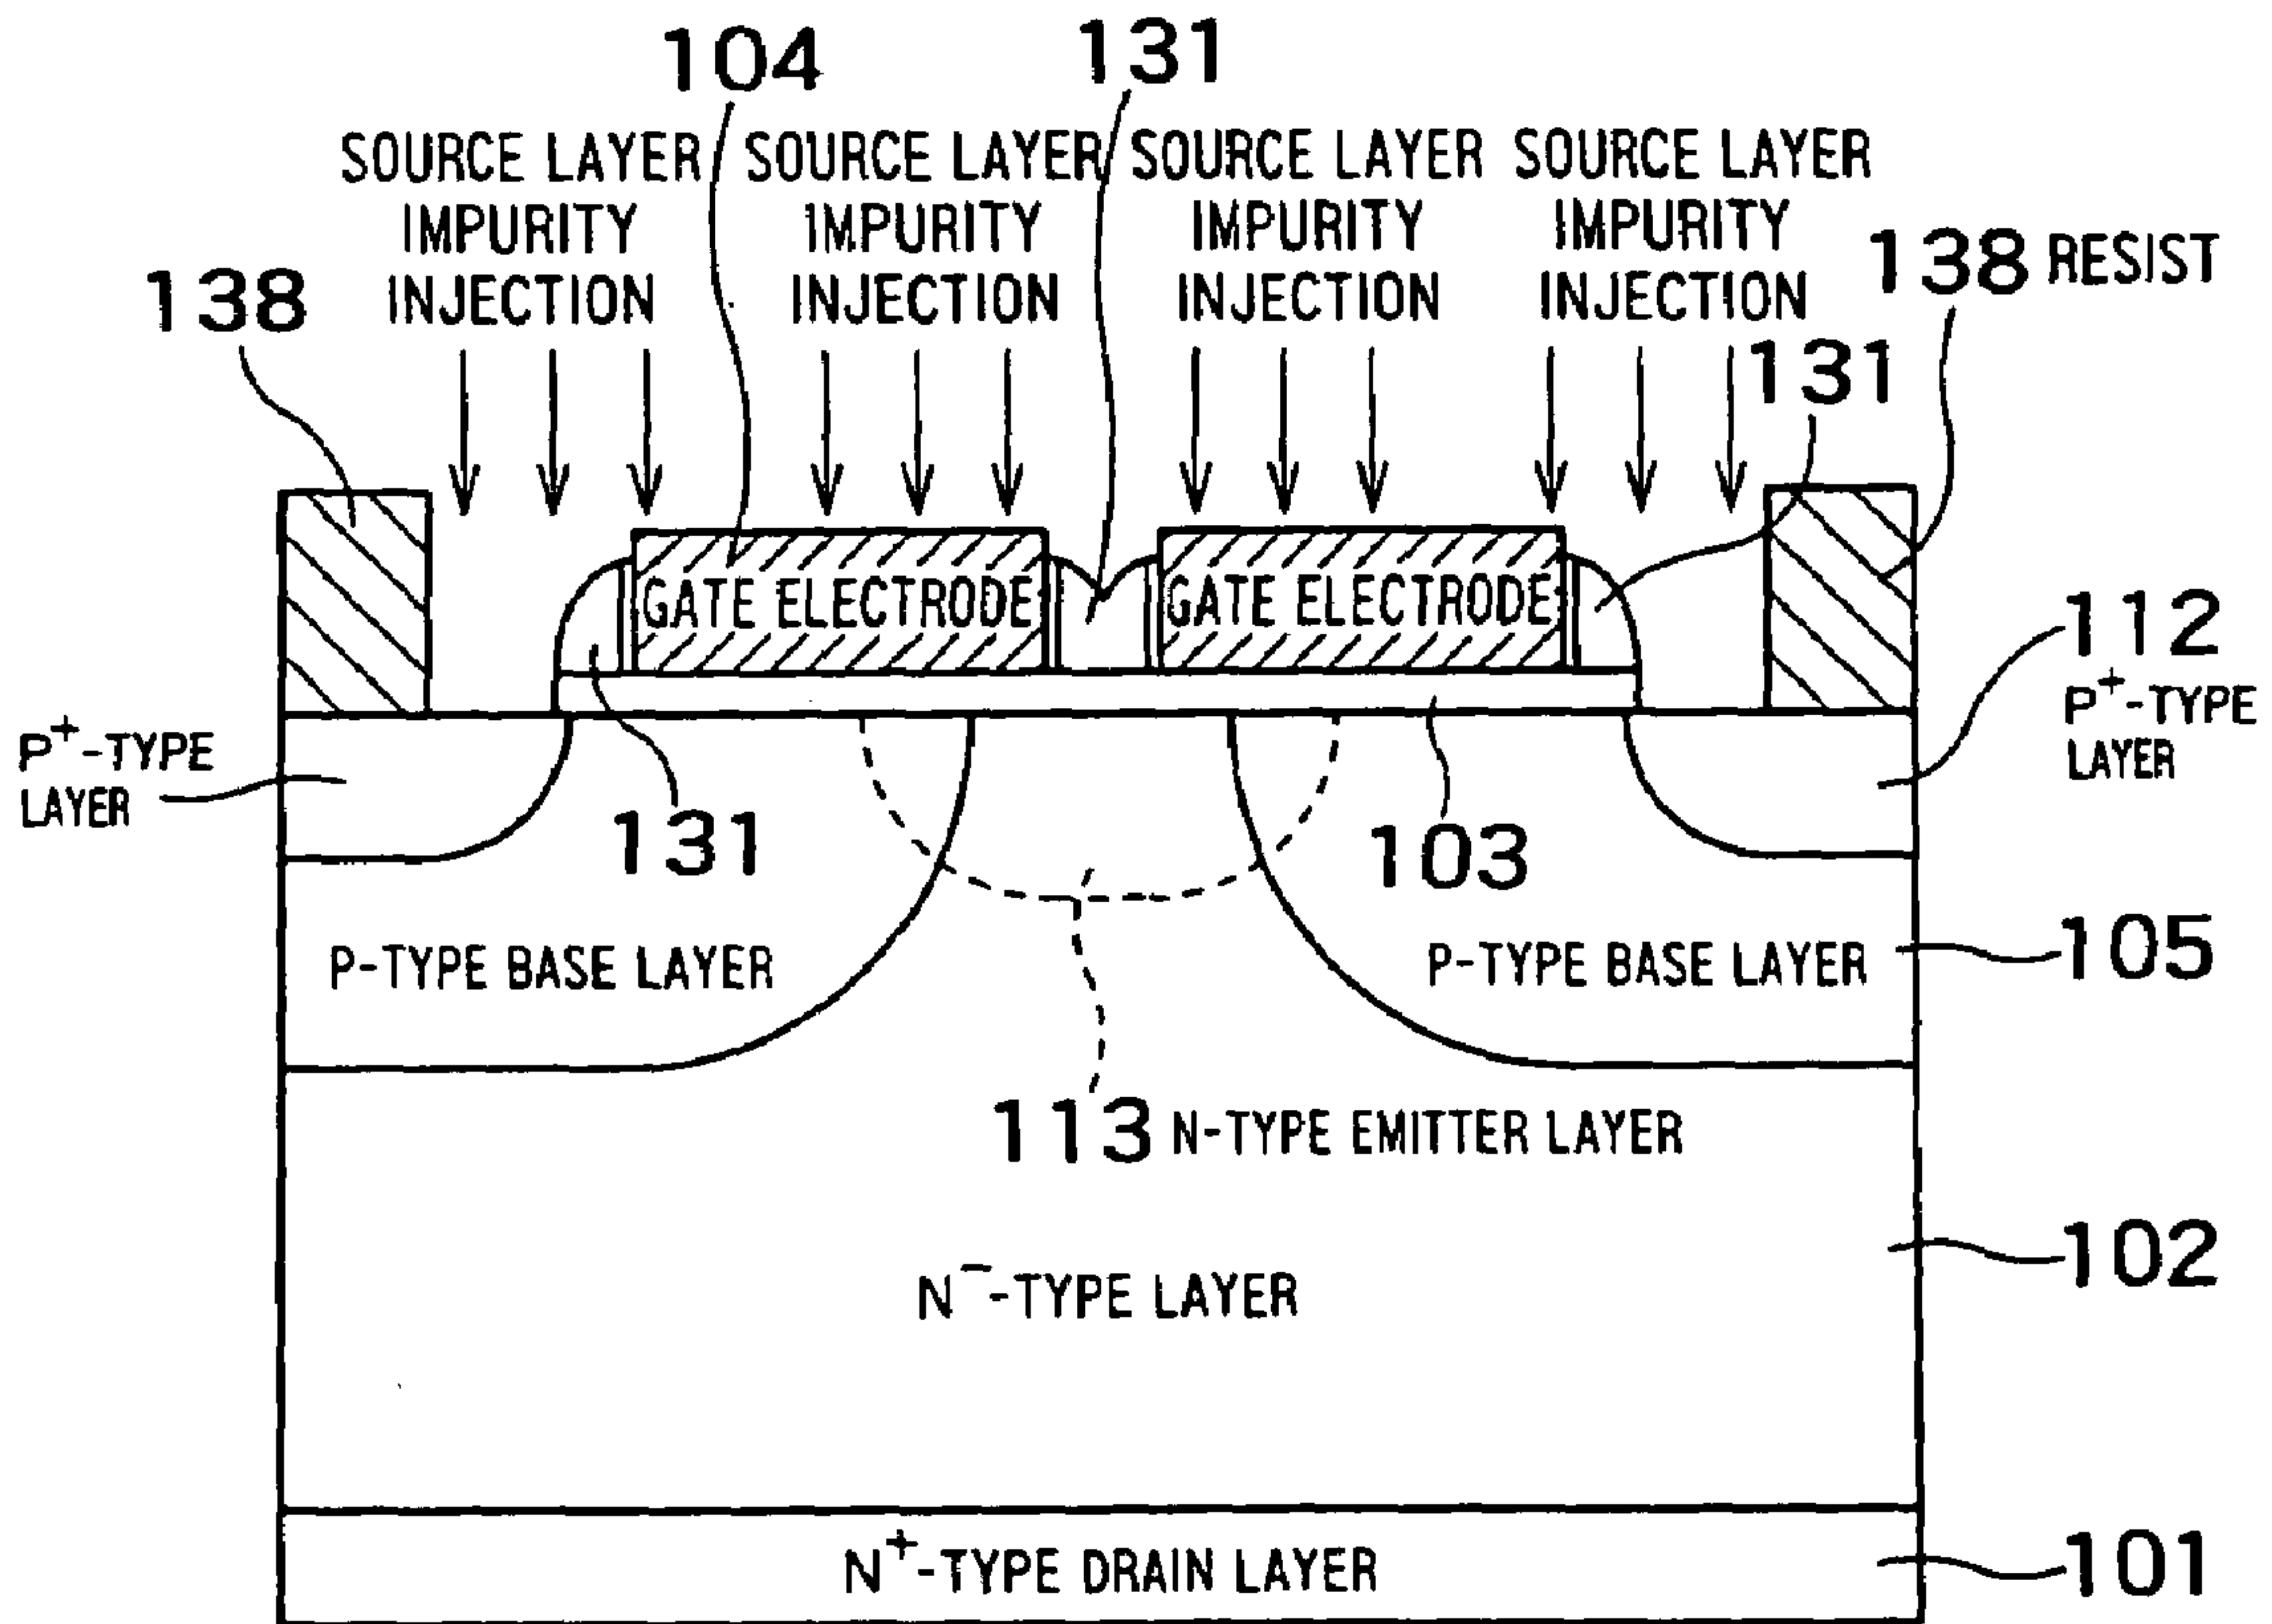 104
131
SOURCE LAYER SOURCE LAYER SOURCE LAYER SOURCE LAYER
IMPURITY IMPURITY IMPURITY IMPURITY
INJECTION INJECTION INJECTION INJECTION
138
138 RESIST
131
GATE ELECTRODE
GATE ELECTRODE
112
P+-TYPE
LAYER
P+-TYPE
LAYER
131
103
P-TYPE BASE LAYER
P-TYPE BASE LAYER
105
113 N-TYPE EMITTER LAYER
102
N--TYPE LAYER
N+-TYPE DRAIN LAYER
101